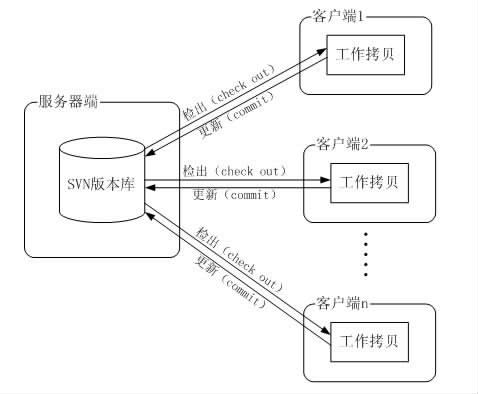 客户端1
工作拷贝
检出（check out）
更新（commit）
服务器端
SVN版本库
客户端2
工作拷贝
检出（check out）
更新（commit）
检出（check out）
更新（commit）
客户端n
工作拷贝